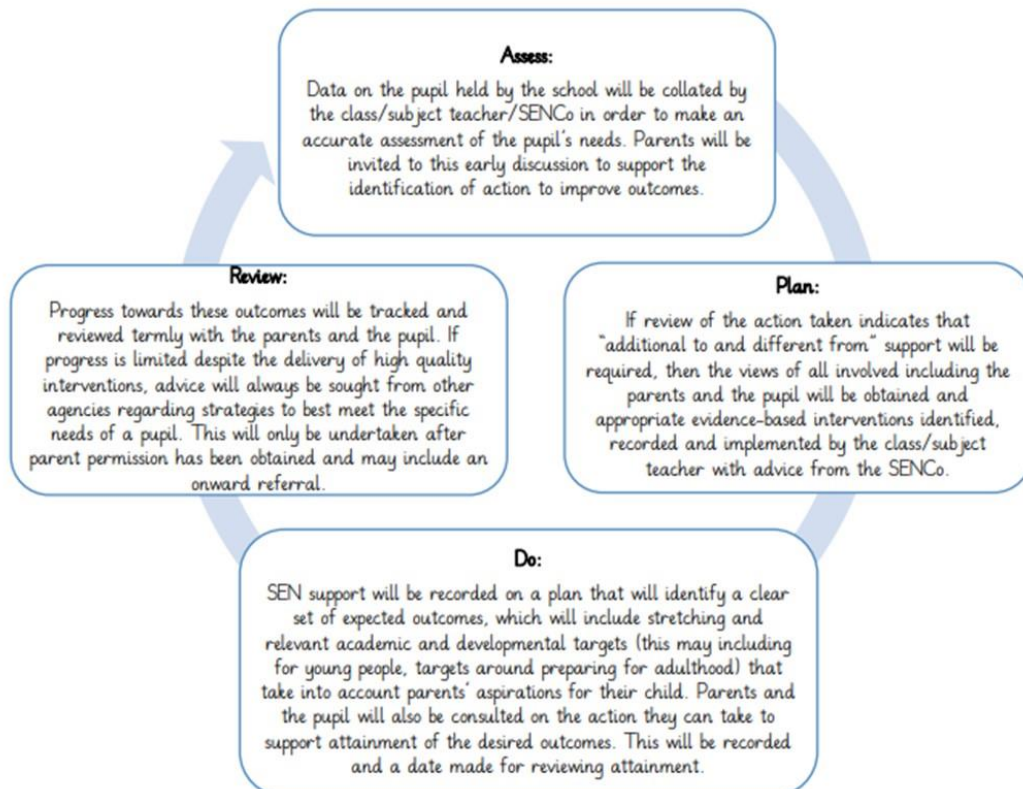 Assess:
Data on the pupil held by the school will be collated by
the class/subject teacher/SENCo in order to make an
accurate assessment of the pupil's needs. Parents will be
invited to this early discussion to support the
identification of action to improve outcomes.
Plan:
If review of the action taken indicates that
"additional to and different from" support will be
required, then the views of all involved including the
parents and the pupil will be obtained and
appropriate evidence-based interventions identified,
recorded and implemented by the class/subject
teacher with advice from the SENCo.
Do:
SEN support will be recorded on a plan that will identify a clear
set of expected outcomes, which will include stretching and
relevant academic and developmental targets (this may including
for young people, targets around preparing for adulthood) that
take into account parents' aspirations for their child. Parents and
the pupil will also be consulted on the action they can take to
support attainment of the desired outcomes. This will be recorded
and a date made for reviewing attainment.
Review:
Progress towards these outcomes will be tracked and
reviewed termly with the parents and the pupil. If
progress is limited despite the delivery of high quality
interventions, advice will always be sought from other
agencies regarding strategies to best meet the specific
needs of a pupil. This will only be undertaken after
parent permission has been obtained and may include an
onward referral.